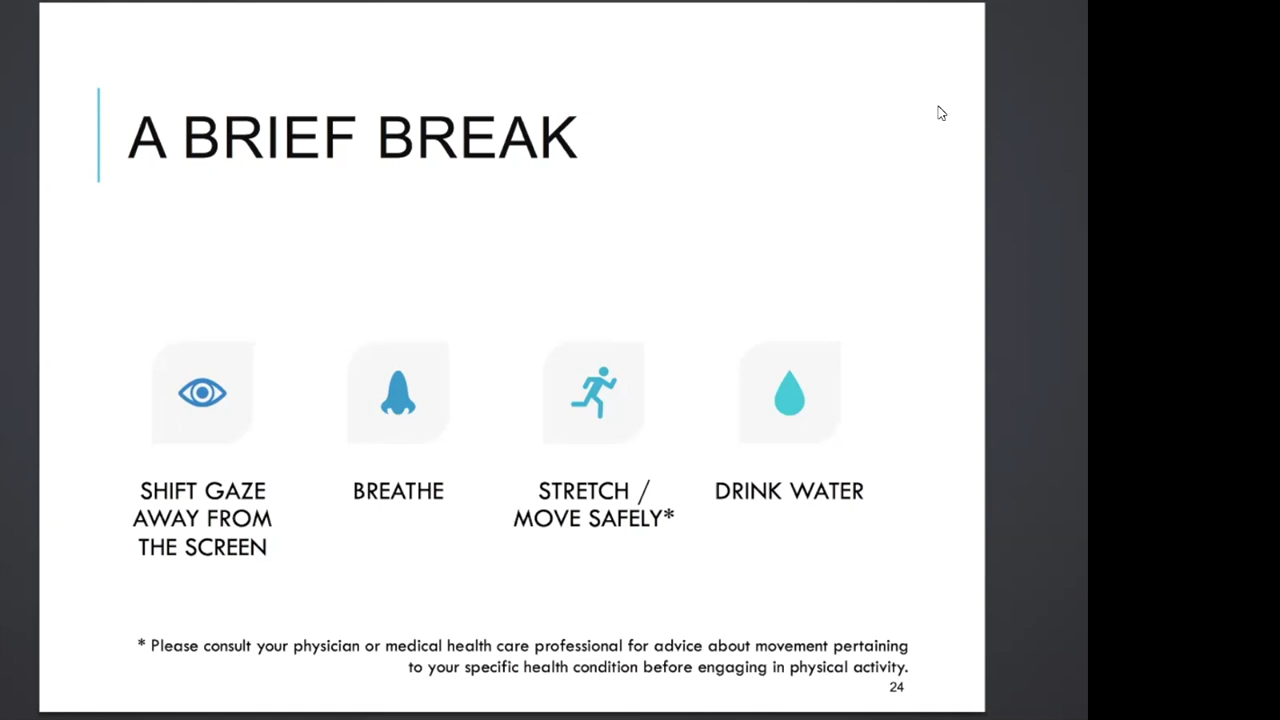 A BRIEF BREAK
SHIFT GAZE
AWAY FROM
THE SCREEN
BREATHE
STRETCH /
MOVE SAFELY*
DRINK WATER
* Please consult your physician or medical health care professional for advice about movement pertaining
to your specific health condition before engaging in physical activity.
24